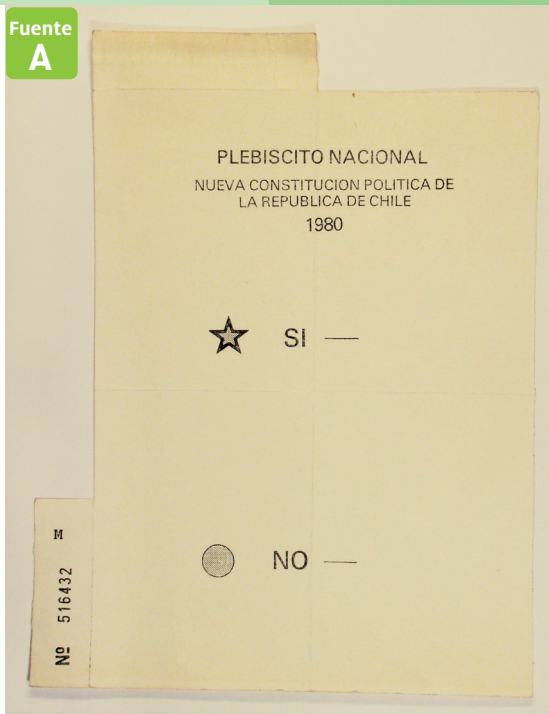 Fuente
A
PLEBISCITO NACIONAL
NUEVA CONSTITUCION POLITICA DE
LA REPUBLICA DE CHILE
1980
SI —
NO —
Nº 516432 M